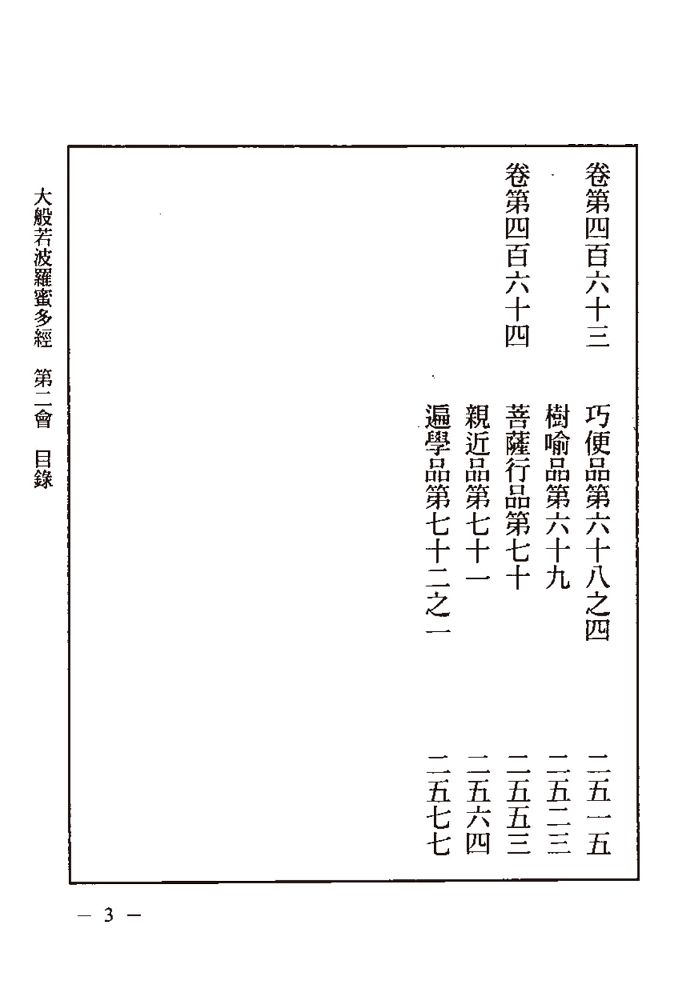 卷第四百六十三 巧便品第六十八之四 二五一五
樹喻品第六十九 二五二三
卷第四百六十四 菩薩行品第七十 二五五三
親近品第七十一 二五六四
遍學品第七十二之一 二五七七
大般若波羅蜜多經 第二會 目錄
— 3 —